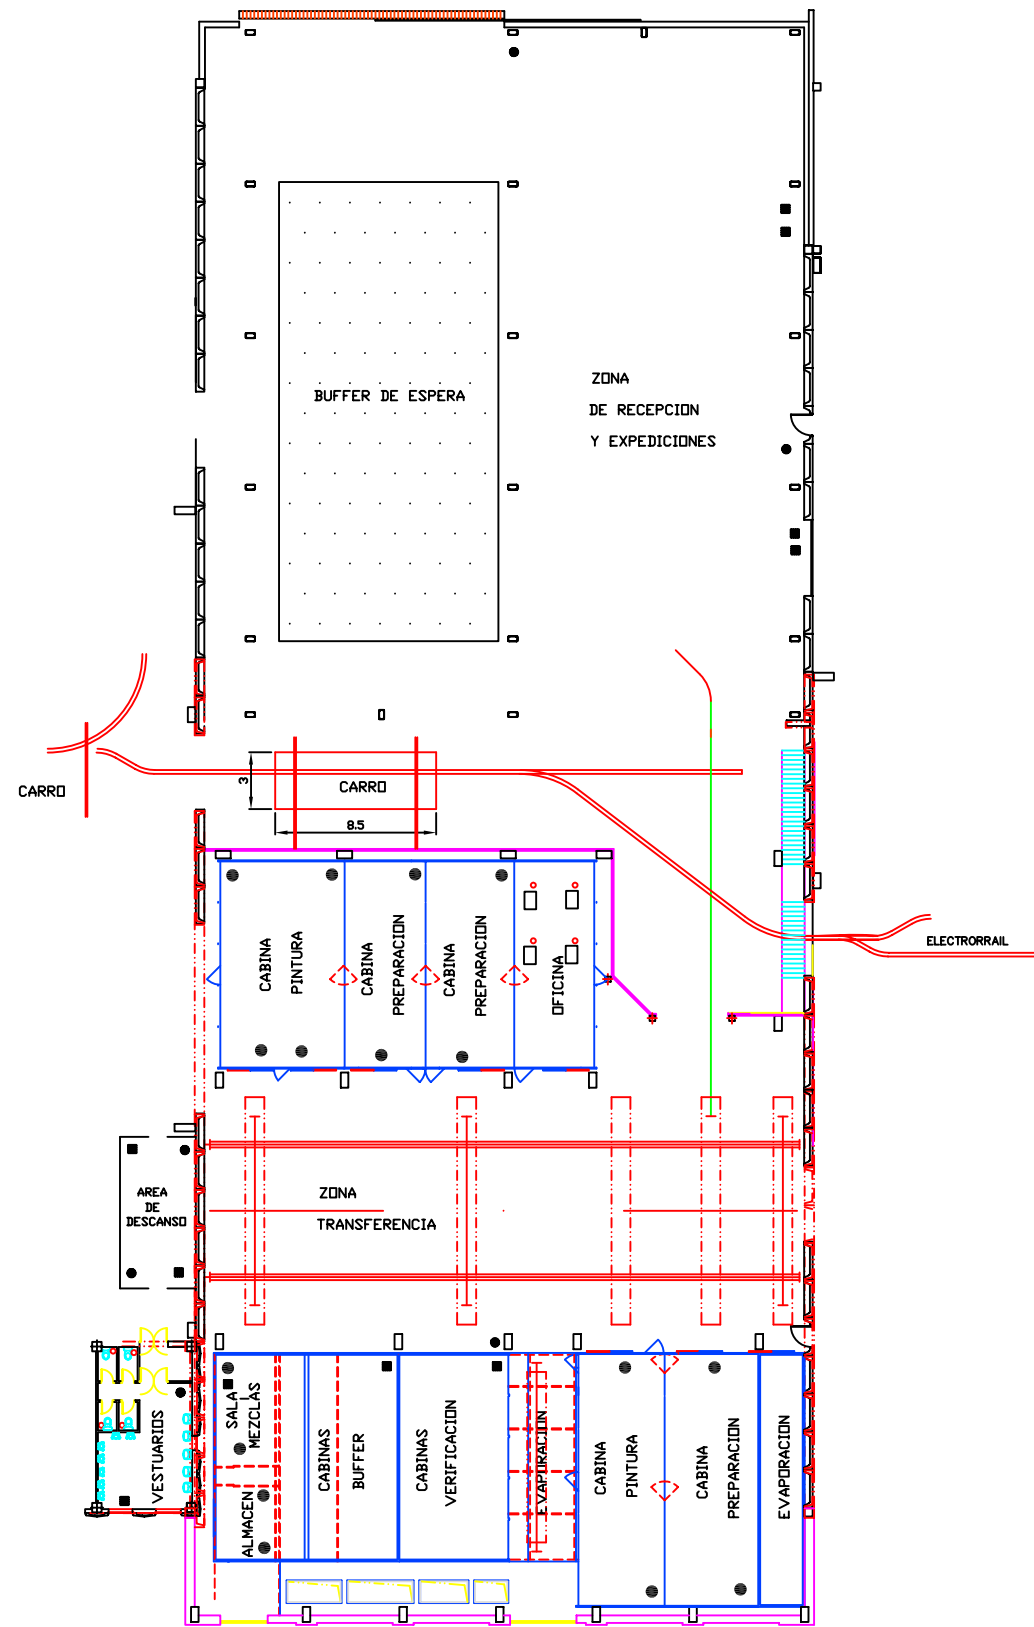 BUFFER DE ESPERA
ZONA
DE RECEPCION
Y EXPEDICIONES
CARRO
3
CARRO
8.5
ELECTRORRAIL
CABINA
PINTURA
CABINA
PREPARACION
CABINA
PREPARACION
OFICINA
AREA
DE
DESCANSO
ZONA
TRANSFERENCIA
VESTUARIOS
SALA
MEZCLAS
ALMACEN
CABINAS
BUFFER
CABINAS
VERIFICACION
EVAPORACION
CABINA
PINTURA
CABINA
PREPARACION
EVAPORACION